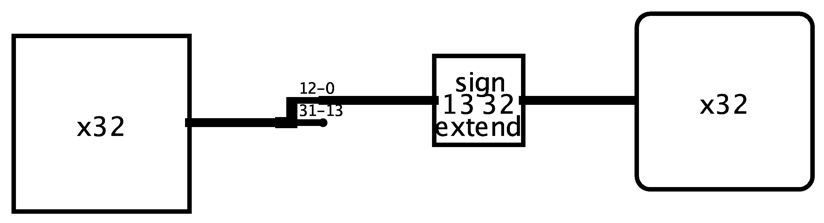 x32
12-0
31-13
sign
13 32
extend
x32